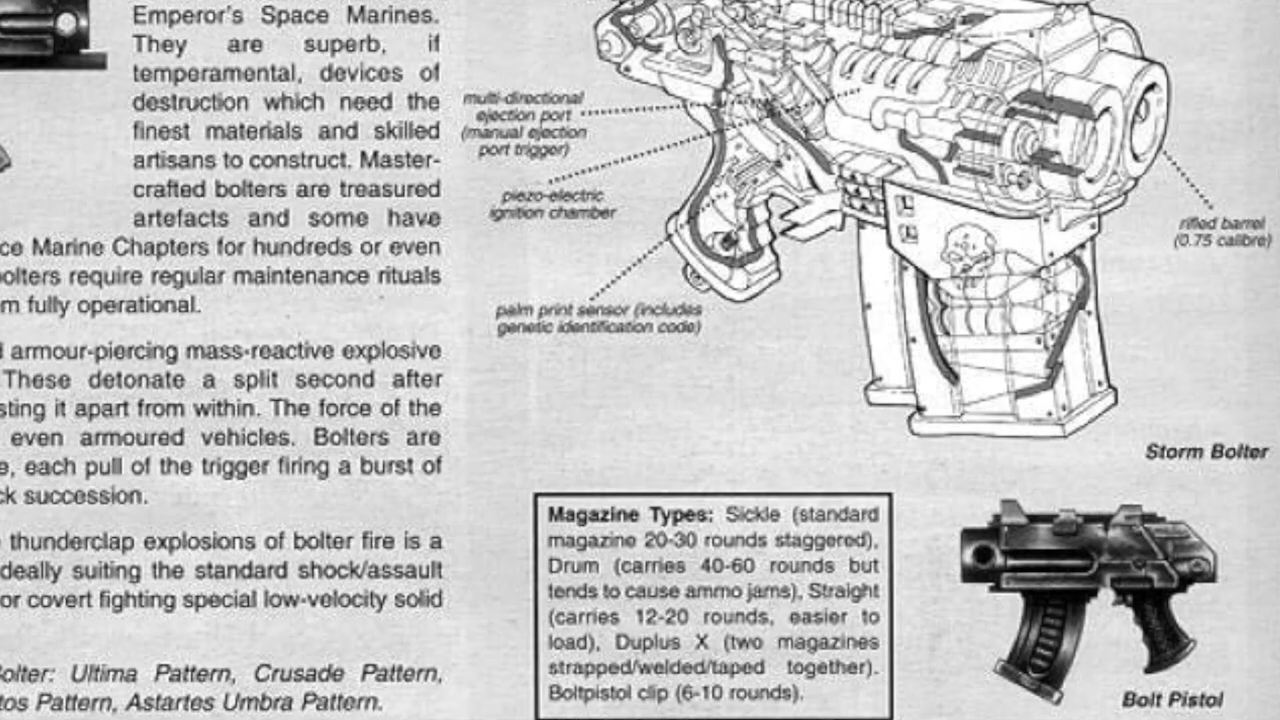 Emperor's Space Marines.
They are superb, if
temperamental, devices of
destruction which need the
finest materials and skilled
artisans to construct. Master-
crafted bolters are treasured
artefacts and some have
ce Marine Chapters for hundreds or even
bolters require regular maintenance rituals
m fully operational.
armour-piercing mass-reactive explosive
These detonate a split second after
sting it apart from within. The force of the
even armoured vehicles. Bolters are
e, each pull of the trigger firing a burst of
ck succession.
thunderclap explosions of bolter fire is a
deally suiting the standard shock/assault
or covert fighting special low-velocity solid
Bolter: Ultima Pattern, Crusade Pattern,
tos Pattern, Astartes Umbra Pattern.
multi-directional
ejection port
(manual ejection
port trigger)
piezo-electric
ignition chamber
palm print sensor (includes
genetic identification code)
rifled barrel
(0.75 calibre)
Storm Bolter
Magazine Types: Sickle (standard
magazine 20-30 rounds staggered),
Drum (carries 40-60 rounds but
tends to cause ammo jams), Straight
(carries 12-20 rounds, easier to
load), Duplus X (two magazines
strapped/welded/taped together).
Boltpistol clip (6-10 rounds).
Bolt Pistol